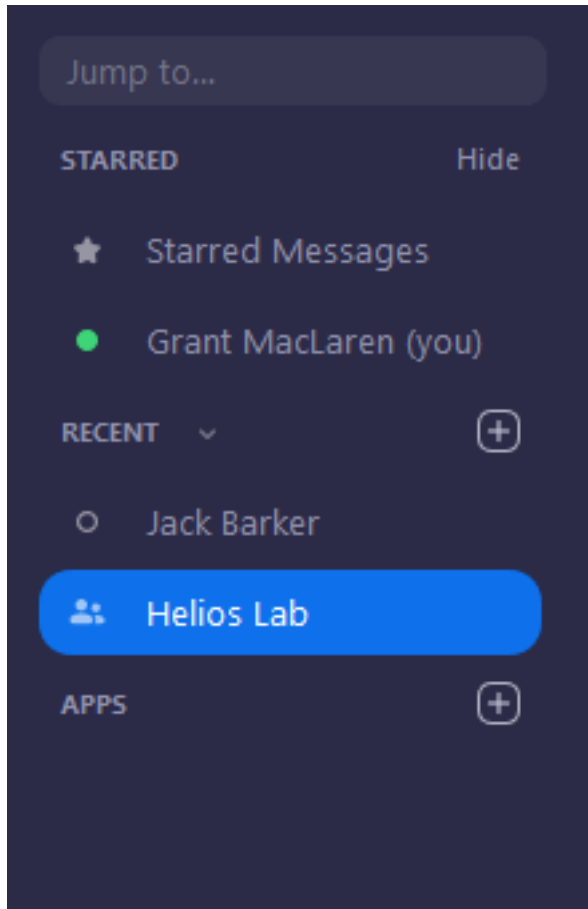 Jump to...
STARRED Hide
Starred Messages
Grant MacLaren (you)
RECENT
Jack Barker
Helios Lab
APPS